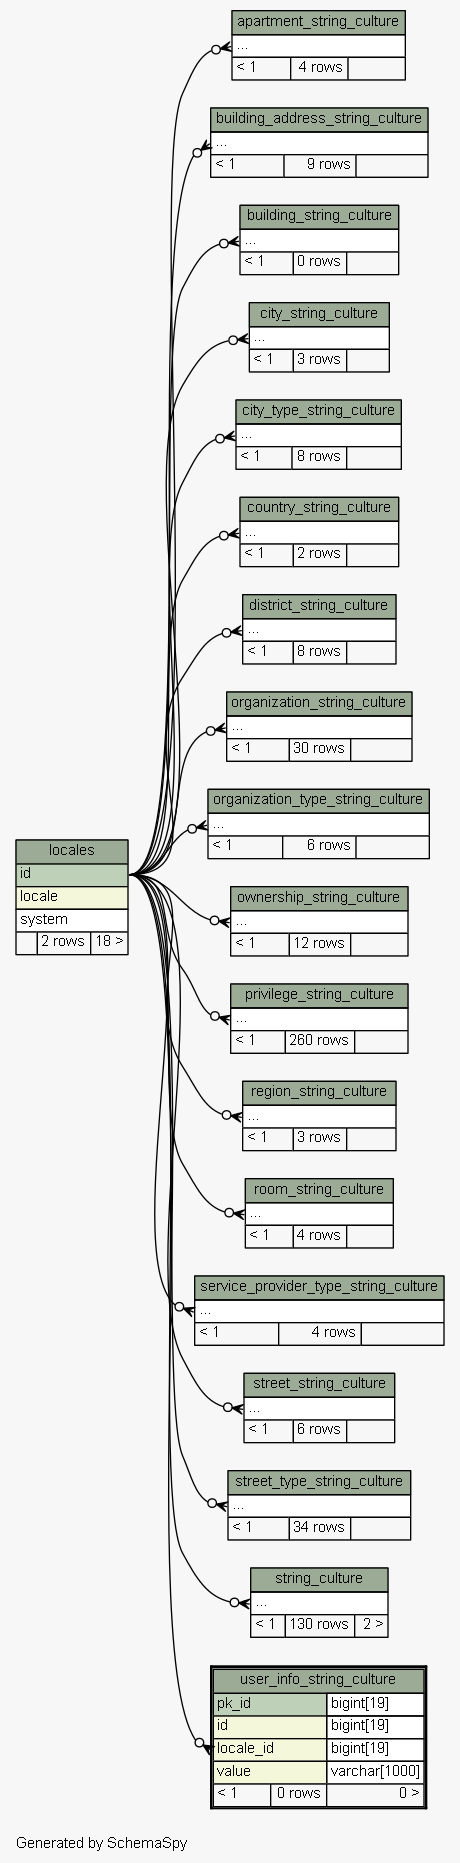 apartment_string_culture
...
< 1 4 rows
building_address_string_culture
...
< 1 9 rows
building_string_culture
...
< 1 0 rows
city_string_culture
...
< 1 3 rows
city_type_string_culture
...
< 1 8 rows
country_string_culture
...
< 1 2 rows
district_string_culture
...
< 1 8 rows
organization_string_culture
...
< 1 30 rows
organization_type_string_culture
...
< 1 6 rows
locales
id
locale
system
2 rows 18 >
ownership_string_culture
...
< 1 12 rows
privilege_string_culture
...
< 1 260 rows
region_string_culture
...
< 1 3 rows
room_string_culture
...
< 1 4 rows
service_provider_type_string_culture
...
< 1 4 rows
street_string_culture
...
< 1 6 rows
street_type_string_culture
...
< 1 34 rows
string_culture
...
< 1 130 rows 2 >
user_info_string_culture
pk_id bigint[19]
id bigint[19]
locale_id bigint[19]
value varchar[1000]
< 1 0 rows 0 >
Generated by SchemaSpy